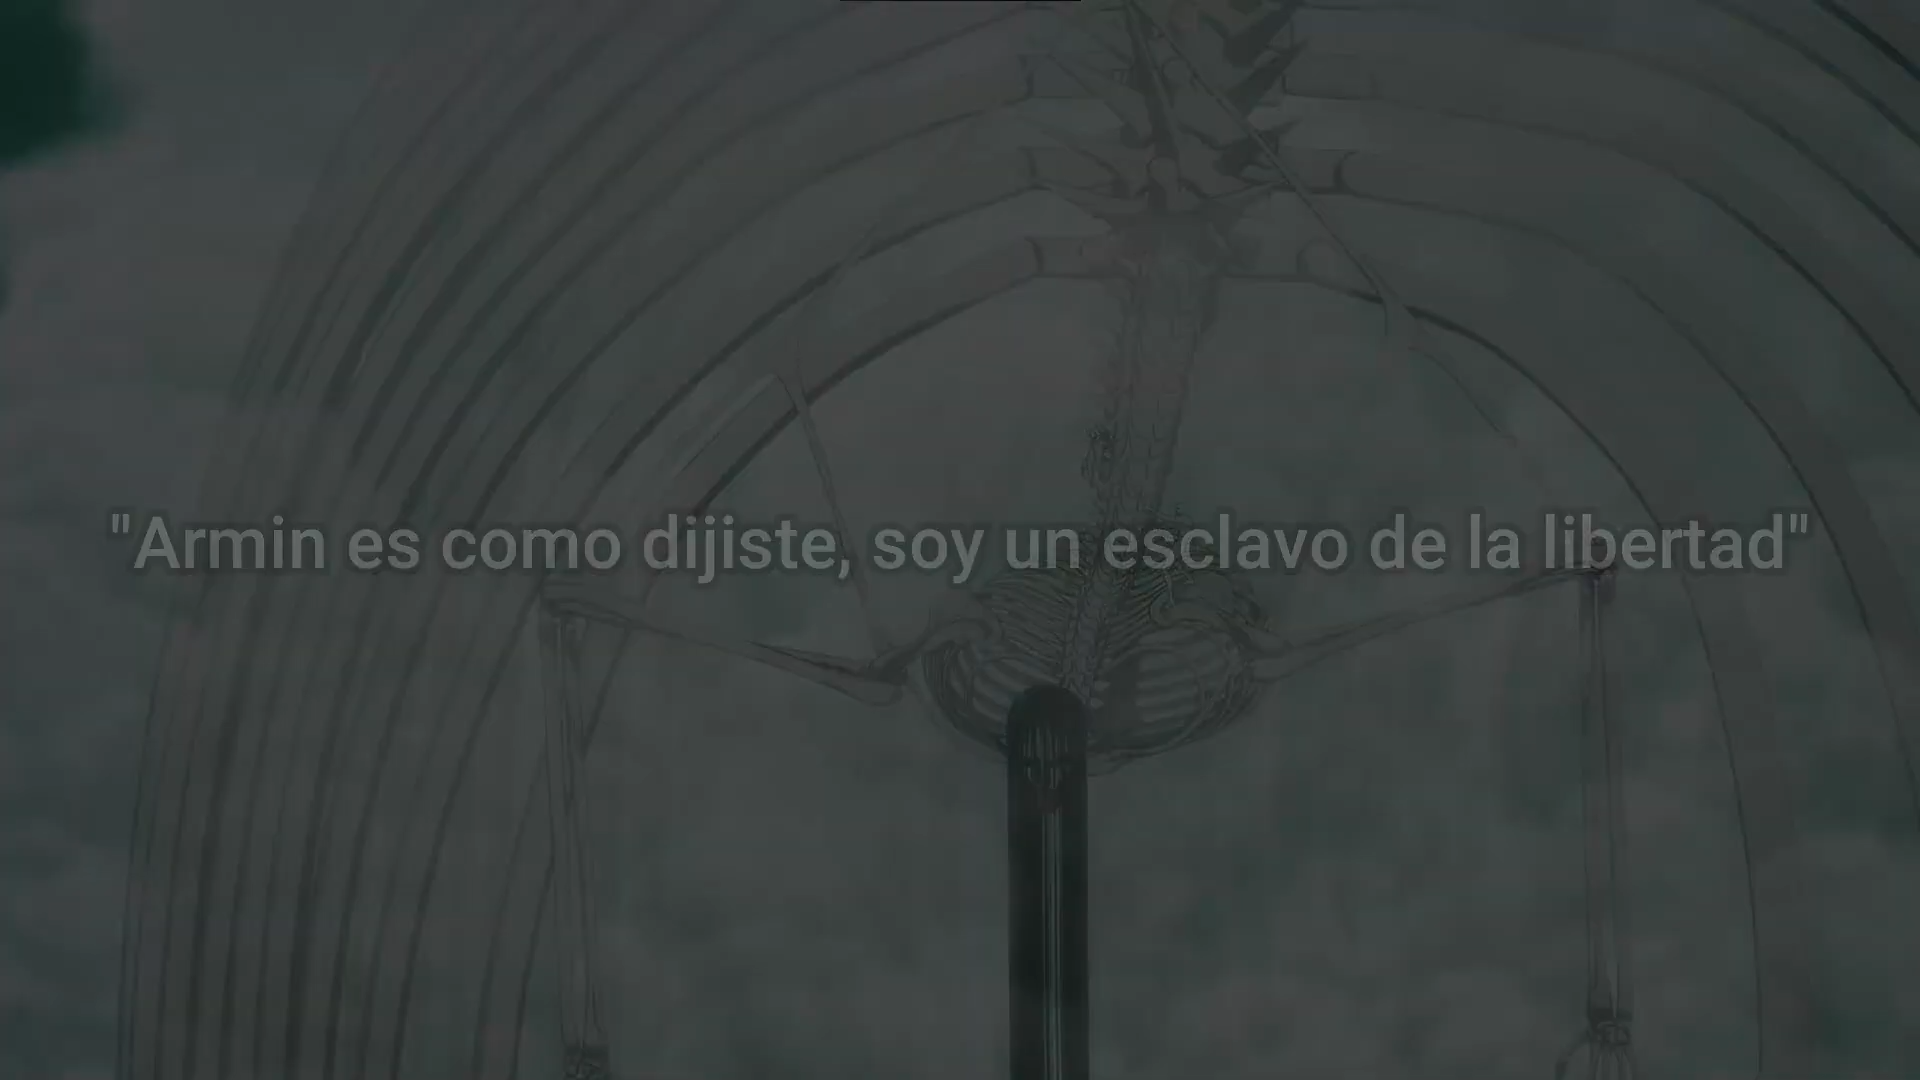 "Armin es como dijiste, soy un esclavo de la libertad"